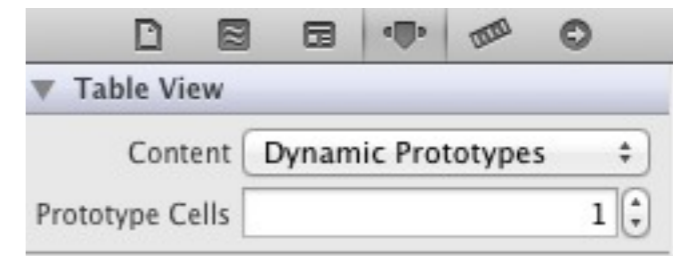 Table View
Content Dynamic Prototypes
Prototype Cells 1